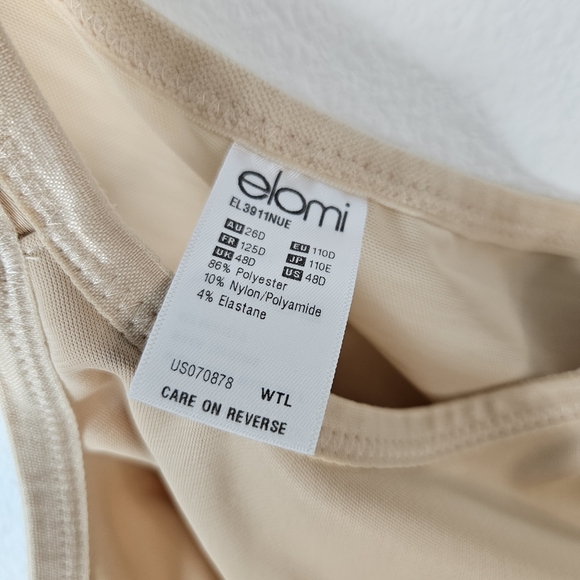 elomi
EL3911NUE
AU 26D
FR 125D EU 110D
UK 48D JP 110E
86% Polyester US 48D
10% Nylon/Polyamide
4% Elastane
US070878 WTL
CARE ON REVERSE